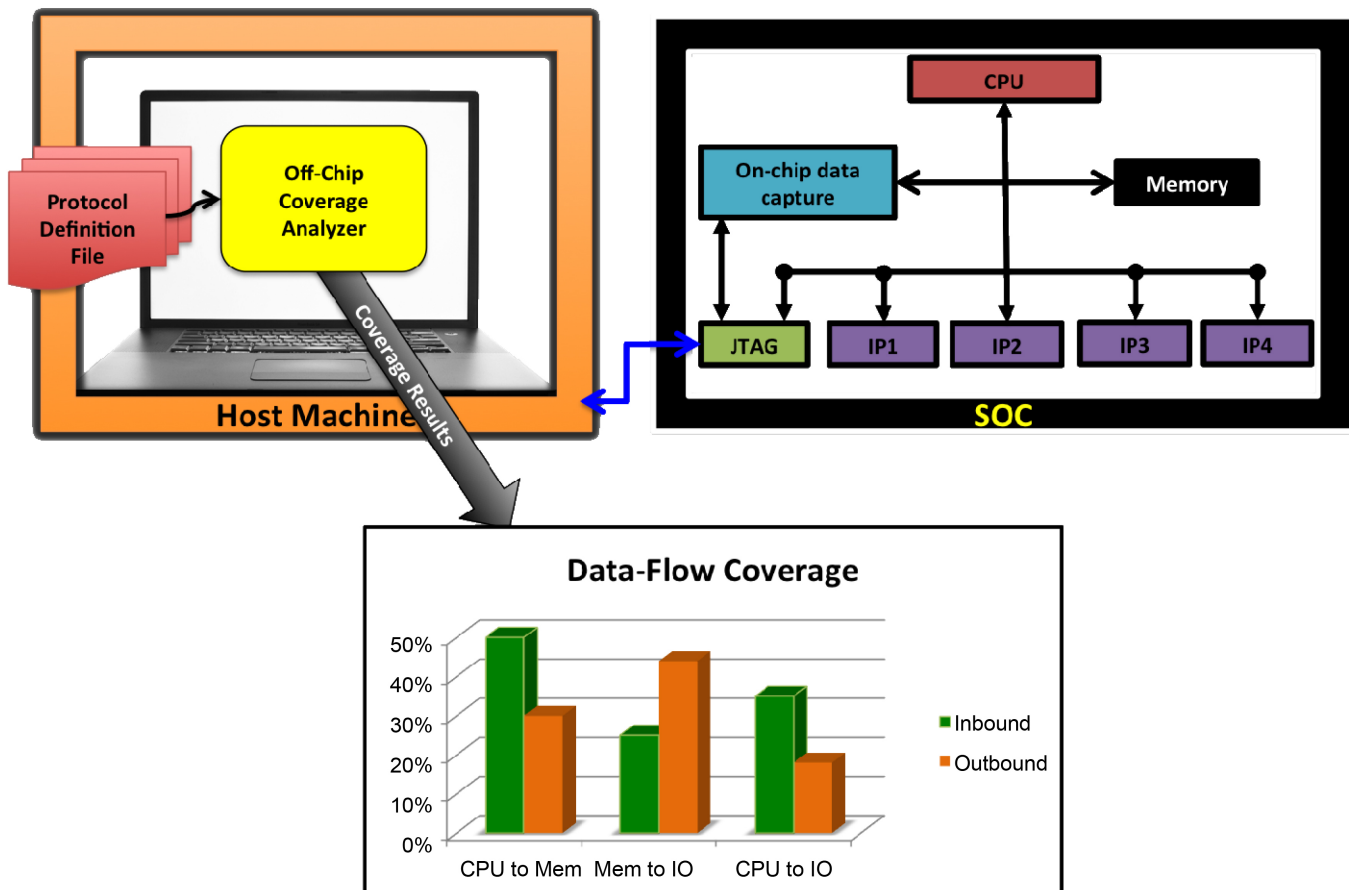 Protocol
Definition
File
Off-Chip
Coverage
Analyzer
Coverage Results
Host Machine
CPU
On-chip data
capture
Memory
JTAG
IP1
IP2
IP3
IP4
SOC
Data-Flow Coverage
50%
40%
30%
20%
10%
0%
CPU to Mem
Mem to IO
CPU to IO
Inbound
Outbound